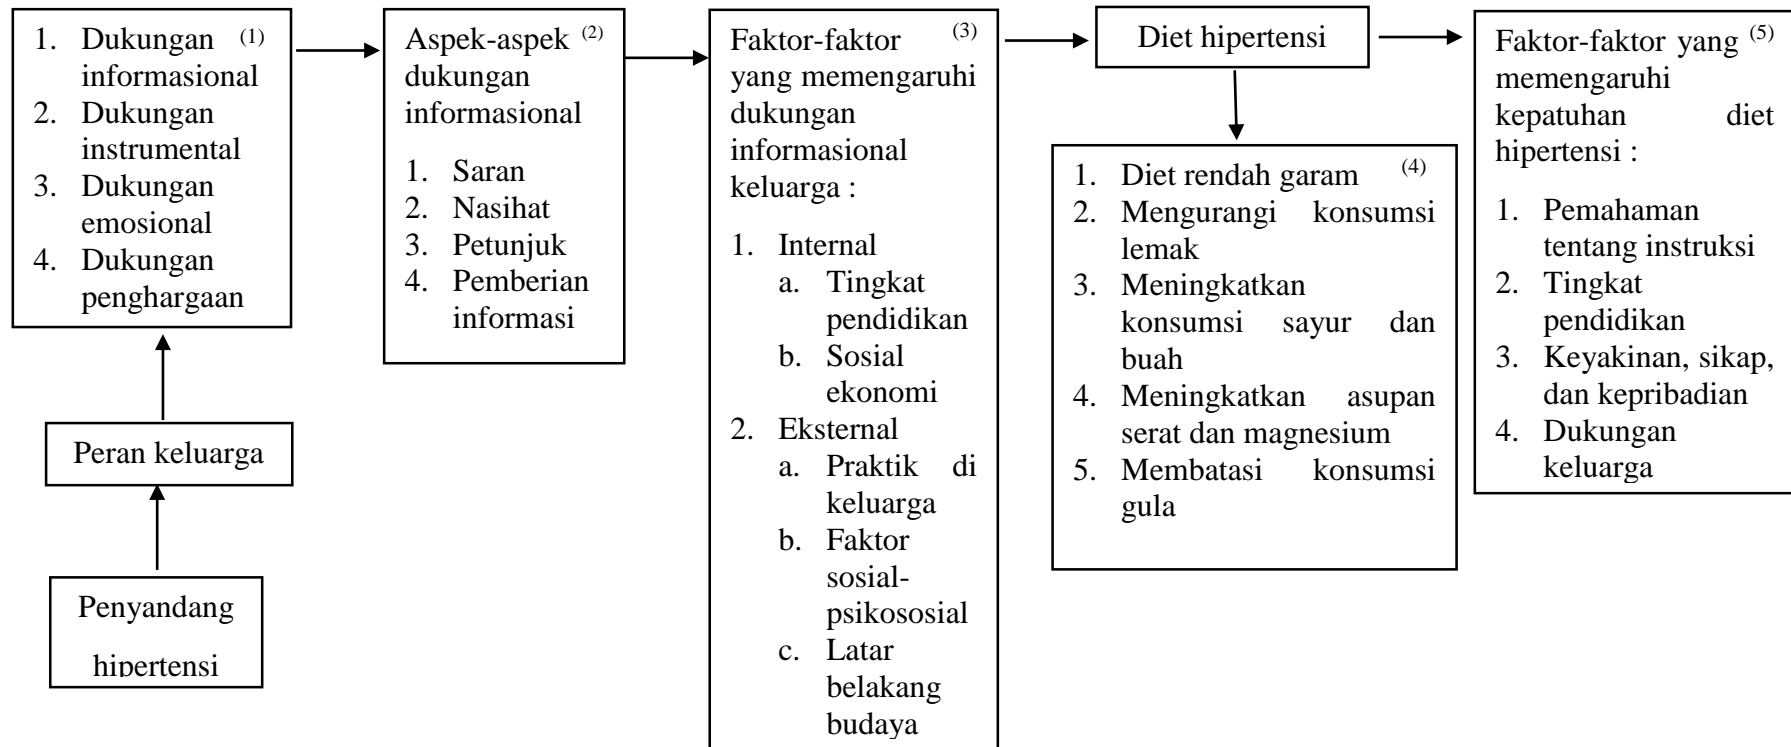 1. Dukungan (1)
informasional
2. Dukungan
instrumental
3. Dukungan
emosional
4. Dukungan
penghargaan
Peran keluarga
Penyandang
hipertensi
Aspek-aspek (2)
dukungan
informasional
1. Saran
2. Nasihat
3. Petunjuk
4. Pemberian
informasi
Faktor-faktor (3)
yang memengaruhi
dukungan
informasional
keluarga :
1. Internal
a. Tingkat
pendidikan
b. Sosial
ekonomi
2. Eksternal
a. Praktik di
keluarga
b. Faktor
sosial-
psikososial
c. Latar
belakang
budaya
Diet hipertensi
1. Diet rendah garam (4)
2. Mengurangi konsumsi
lemak
3. Meningkatkan
konsumsi sayur dan
buah
4. Meningkatkan asupan
serat dan magnesium
5. Membatasi konsumsi
gula
Faktor-faktor yang (5)
memengaruhi
kepatuhan diet
hipertensi :
1. Pemahaman
tentang instruksi
2. Tingkat
pendidikan
3. Keyakinan, sikap,
dan kepribadian
4. Dukungan
keluarga